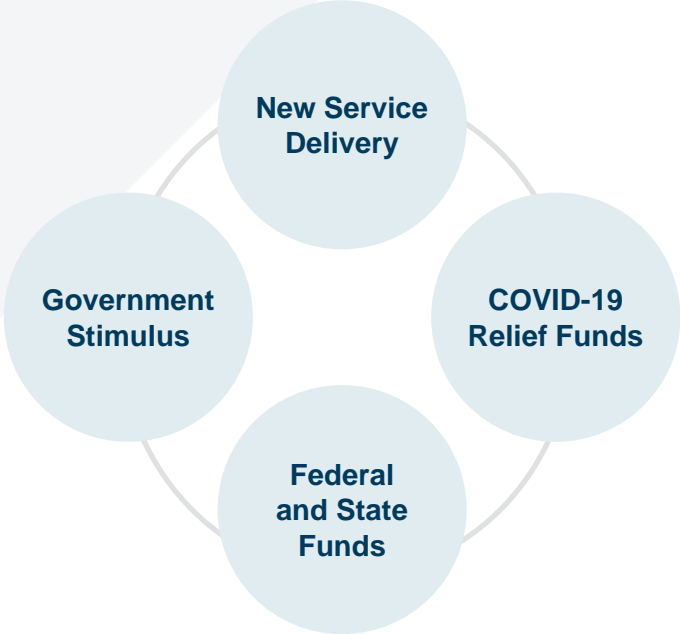 New Service
Delivery
Government
Stimulus
COVID-19
Relief Funds
Federal
and State
Funds